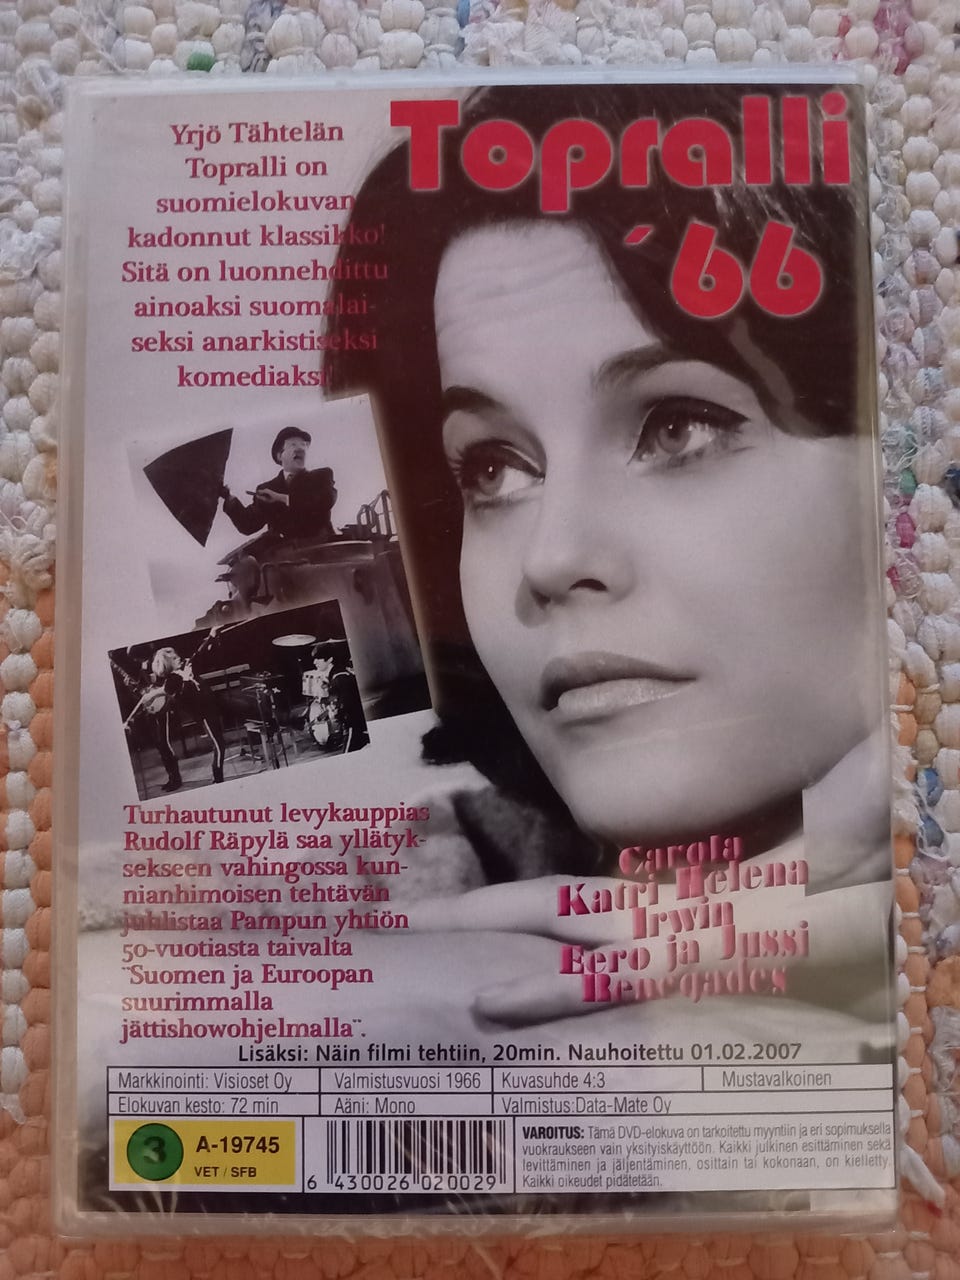 Yrjö Tähtelän
Topralli on
suomielokuvan
kadonnut klassikko!
Sitä on luonnehdittu
ainoaksi suomalai-
seksi anarkistiseksi
komediaksi!
Topralli
´66
Turhautunut levykauppias
Rudolf Räpylä saa yllätyk-
sekseen vahingossa kun-
nianhimoisen tehtävän
juhlistaa Pampun yhtiön
50-vuotiasta taivalta
¨Suomen ja Euroopan
suurimmalla
jättishowohjelmalla¨.
Carola
Katri Helena
Irwin
Eero ja Jussi
Renegades
Lisäksi: Näin filmi tehtiin, 20min. Nauhoitettu 01.02.2007
Markkinointi: Visioset Oy
Valmistusvuosi 1966
Kuvasuhde 4:3
Mustavalkoinen
Elokuvan kesto: 72 min
Ääni: Mono
Valmistus:Data-Mate Oy
3
A-19745
VET / SFB
6 430026 020029
VAROITUS: Tämä DVD-elokuva on tarkoitettu myyntiin ja eri sopimuksella
vuokraukseen vain yksityiskäyttöön. Kaikki julkinen esittäminen sekä
levittäminen ja jäljentäminen, osittain tai kokonaan, on kielletty.
Kaikki oikeudet pidätetään.